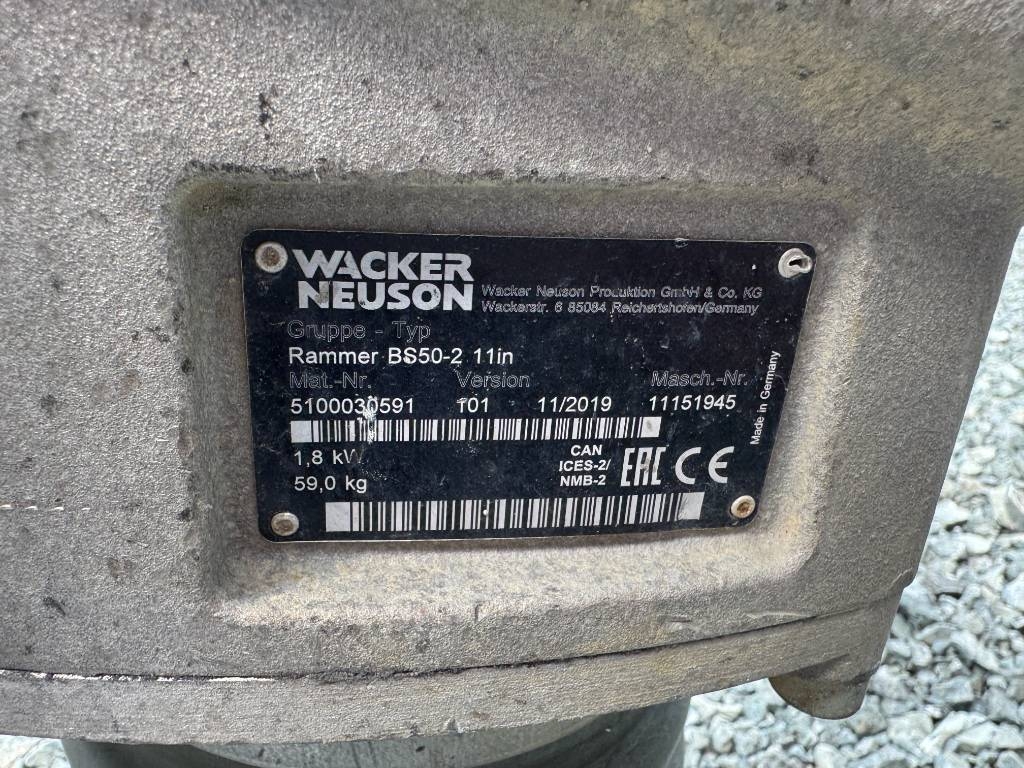 WACKER
NEUSON
Wacker Neuson Produktion GmbH & Co. KG
Wackerstr. 6 85084 Reichertshofen/Germany
Gruppe - Typ
Rammer BS50-2 11in
Mat.-Nr. Version Masch.-Nr.
5100030591 101 11/2019 11151945
1,8 kW
59,0 kg
CAN
ICES-2/
NMB-2
EAC CE
Made in Germany